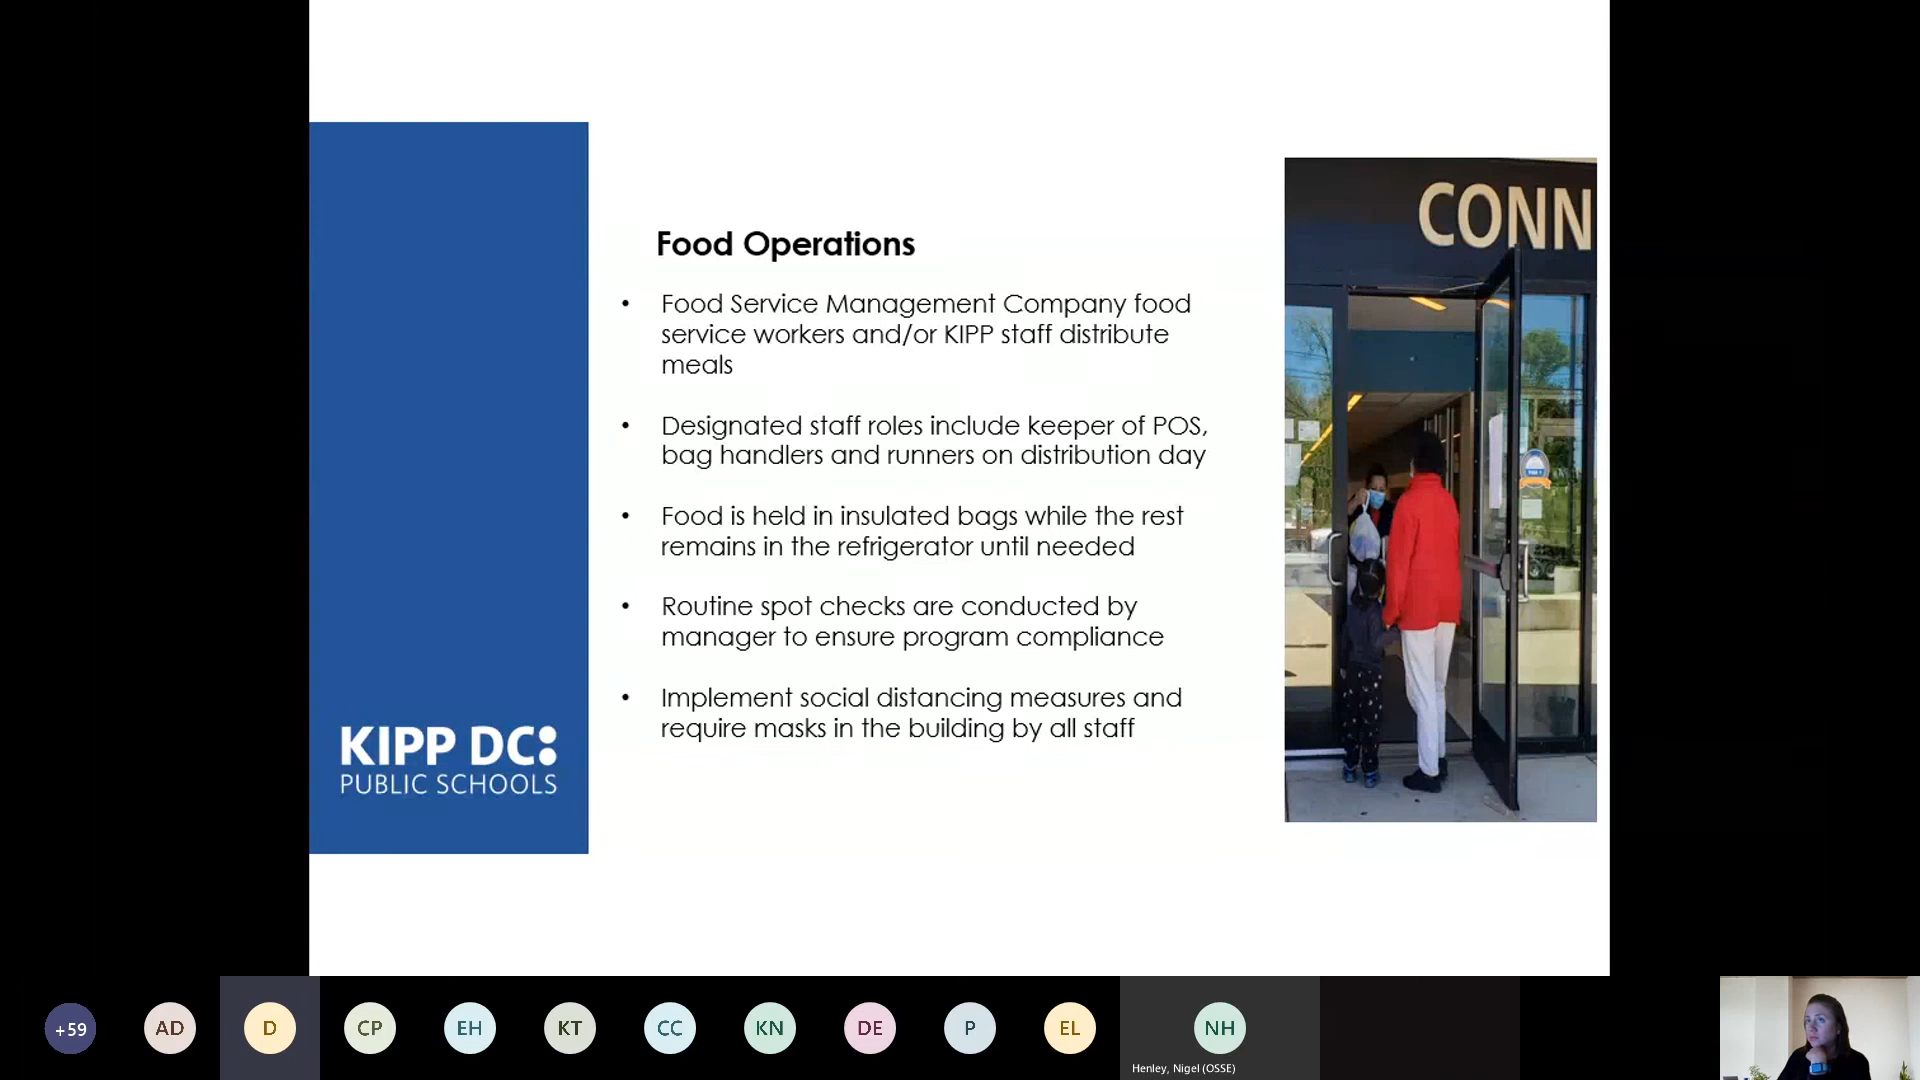 CONN
Food Operations
• Food Service Management Company food
service workers and/or KIPP staff distribute
meals
• Designated staff roles include keeper of POS,
bag handlers and runners on distribution day
• Food is held in insulated bags while the rest
remains in the refrigerator until needed
• Routine spot checks are conducted by
manager to ensure program compliance
• Implement social distancing measures and
require masks in the building by all staff
KIPP DC:
PUBLIC SCHOOLS
+59
AD
D
CP
EH
KT
CC
KN
DE
P
EL
NH
Henley, Nigel (OSSE)